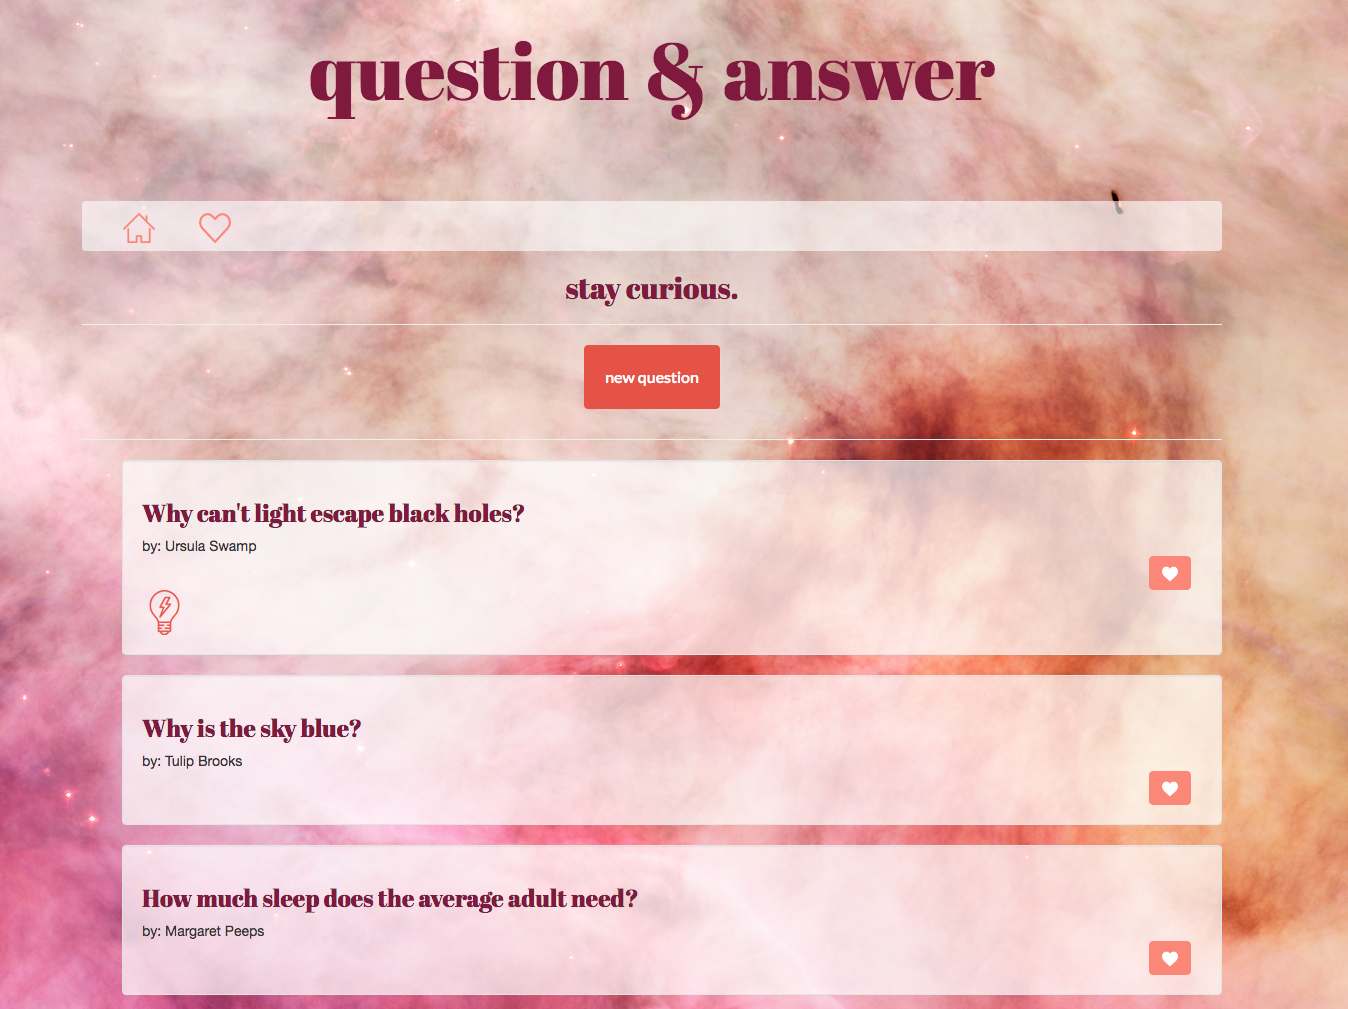 question & answer
stay curious.
new question
Why can't light escape black holes?
by: Ursula Swamp
Why is the sky blue?
by: Tulip Brooks
How much sleep does the average adult need?
by: Margaret Peeps